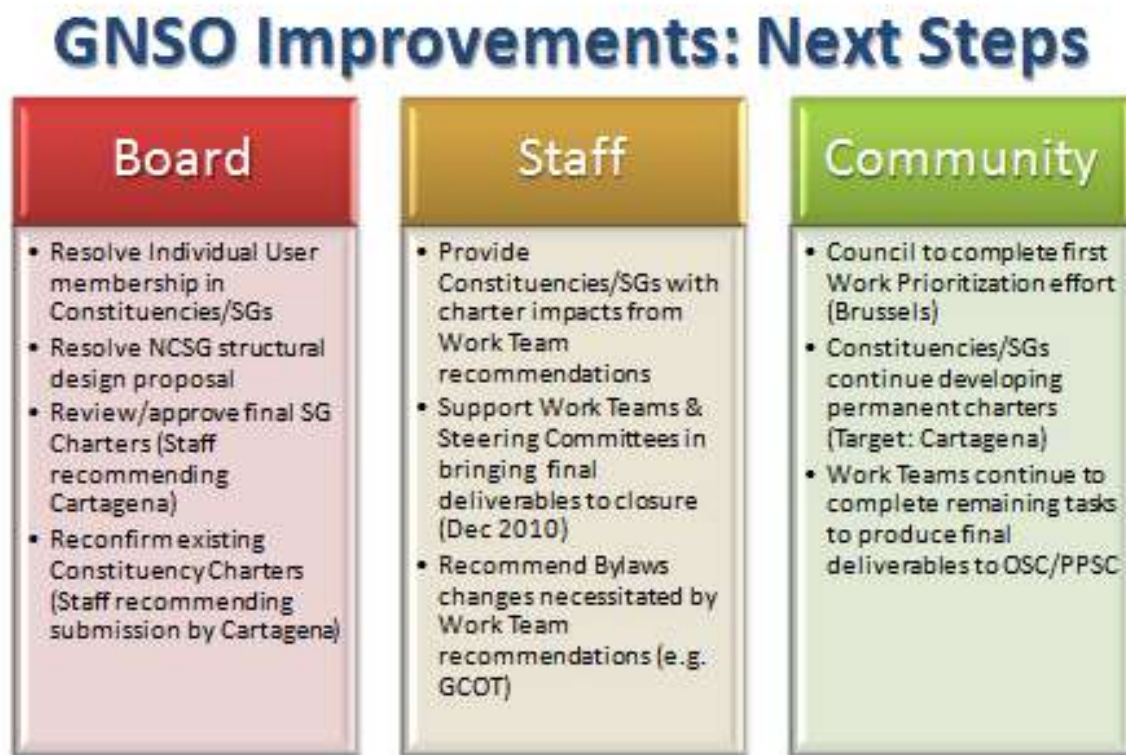 GNSO Improvements: Next Steps
Board
• Resolve Individual User
membership in
Constituencies/SGs
• Resolve NCSG structural
design proposal
• Review/approve final SG
Charters (Staff
recommending
Cartagena)
• Reconfirm existing
Constituency Charters
(Staff recommending
submission by Cartagena)
Staff
• Provide
Constituencies/SGs with
charter impacts from
Work Team
recommendations
• Support Work Teams &
Steering Committees in
bringing final
deliverables to closure
(Dec 2010)
• Recommend Bylaws
changes necessitated by
Work Team
recommendations (e.g.
GCOT)
Community
• Council to complete first
Work Prioritization effort
(Brussels)
• Constituencies/SGs
continue developing
permanent charters
(Target: Cartagena)
• Work Teams continue to
complete remaining tasks
to produce final
deliverables to OSC/PPSC